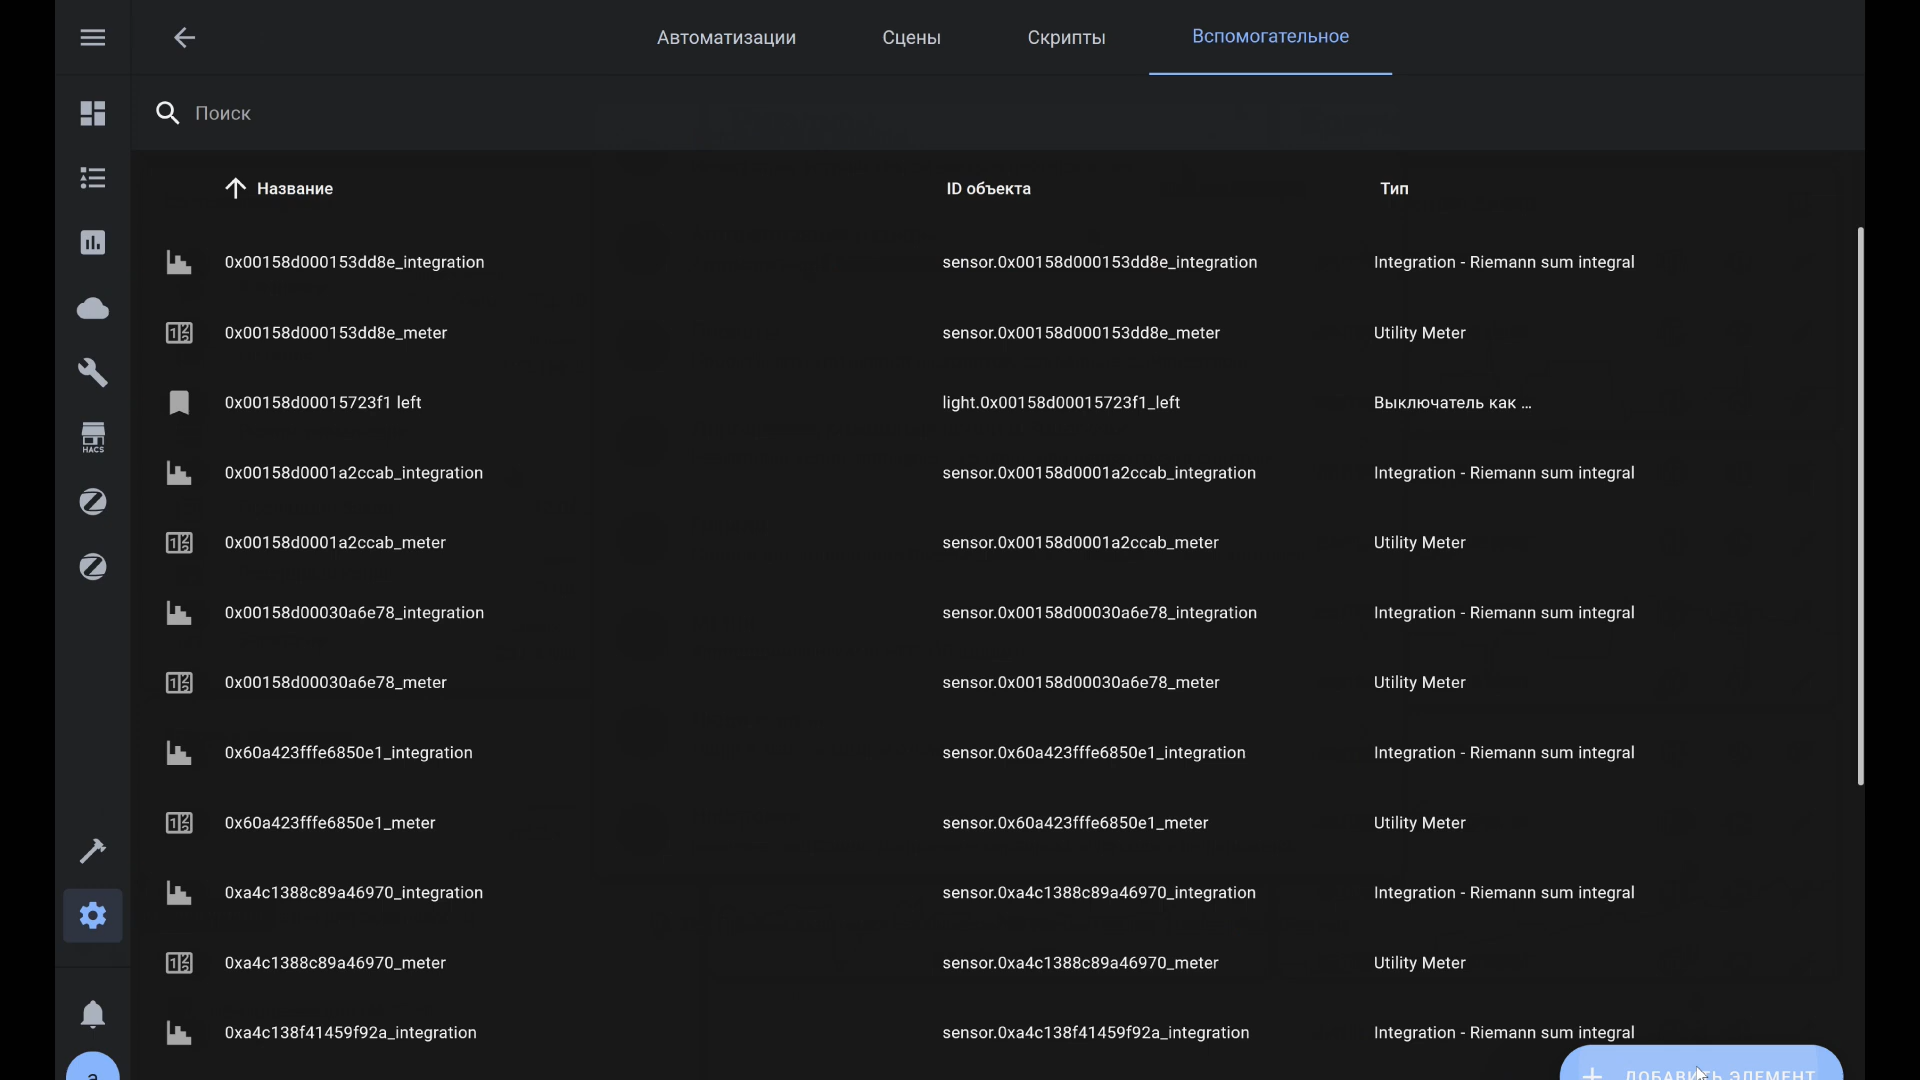 Автоматизации Сцены Скрипты Вспомогательное
Поиск
Название ID объекта Тип
0x00158d000153dd8e_integration sensor.0x00158d000153dd8e_integration Integration - Riemann sum integral
0x00158d000153dd8e_meter sensor.0x00158d000153dd8e_meter Utility Meter
0x00158d00015723f1 left light.0x00158d00015723f1_left Выключатель как ...
HACS
0x00158d0001a2ccab_integration sensor.0x00158d0001a2ccab_integration Integration - Riemann sum integral
0x00158d0001a2ccab_meter sensor.0x00158d0001a2ccab_meter Utility Meter
0x00158d00030a6e78_integration sensor.0x00158d00030a6e78_integration Integration - Riemann sum integral
0x00158d00030a6e78_meter sensor.0x00158d00030a6e78_meter Utility Meter
0x60a423fffe6850e1_integration sensor.0x60a423fffe6850e1_integration Integration - Riemann sum integral
0x60a423fffe6850e1_meter sensor.0x60a423fffe6850e1_meter Utility Meter
0xa4c1388c89a46970_integration sensor.0xa4c1388c89a46970_integration Integration - Riemann sum integral
0xa4c1388c89a46970_meter sensor.0xa4c1388c89a46970_meter Utility Meter
0xa4c138f41459f92a_integration sensor.0xa4c138f41459f92a_integration Integration - Riemann sum integral
a ДОБАВИТЬ ЭЛЕМЕНТ